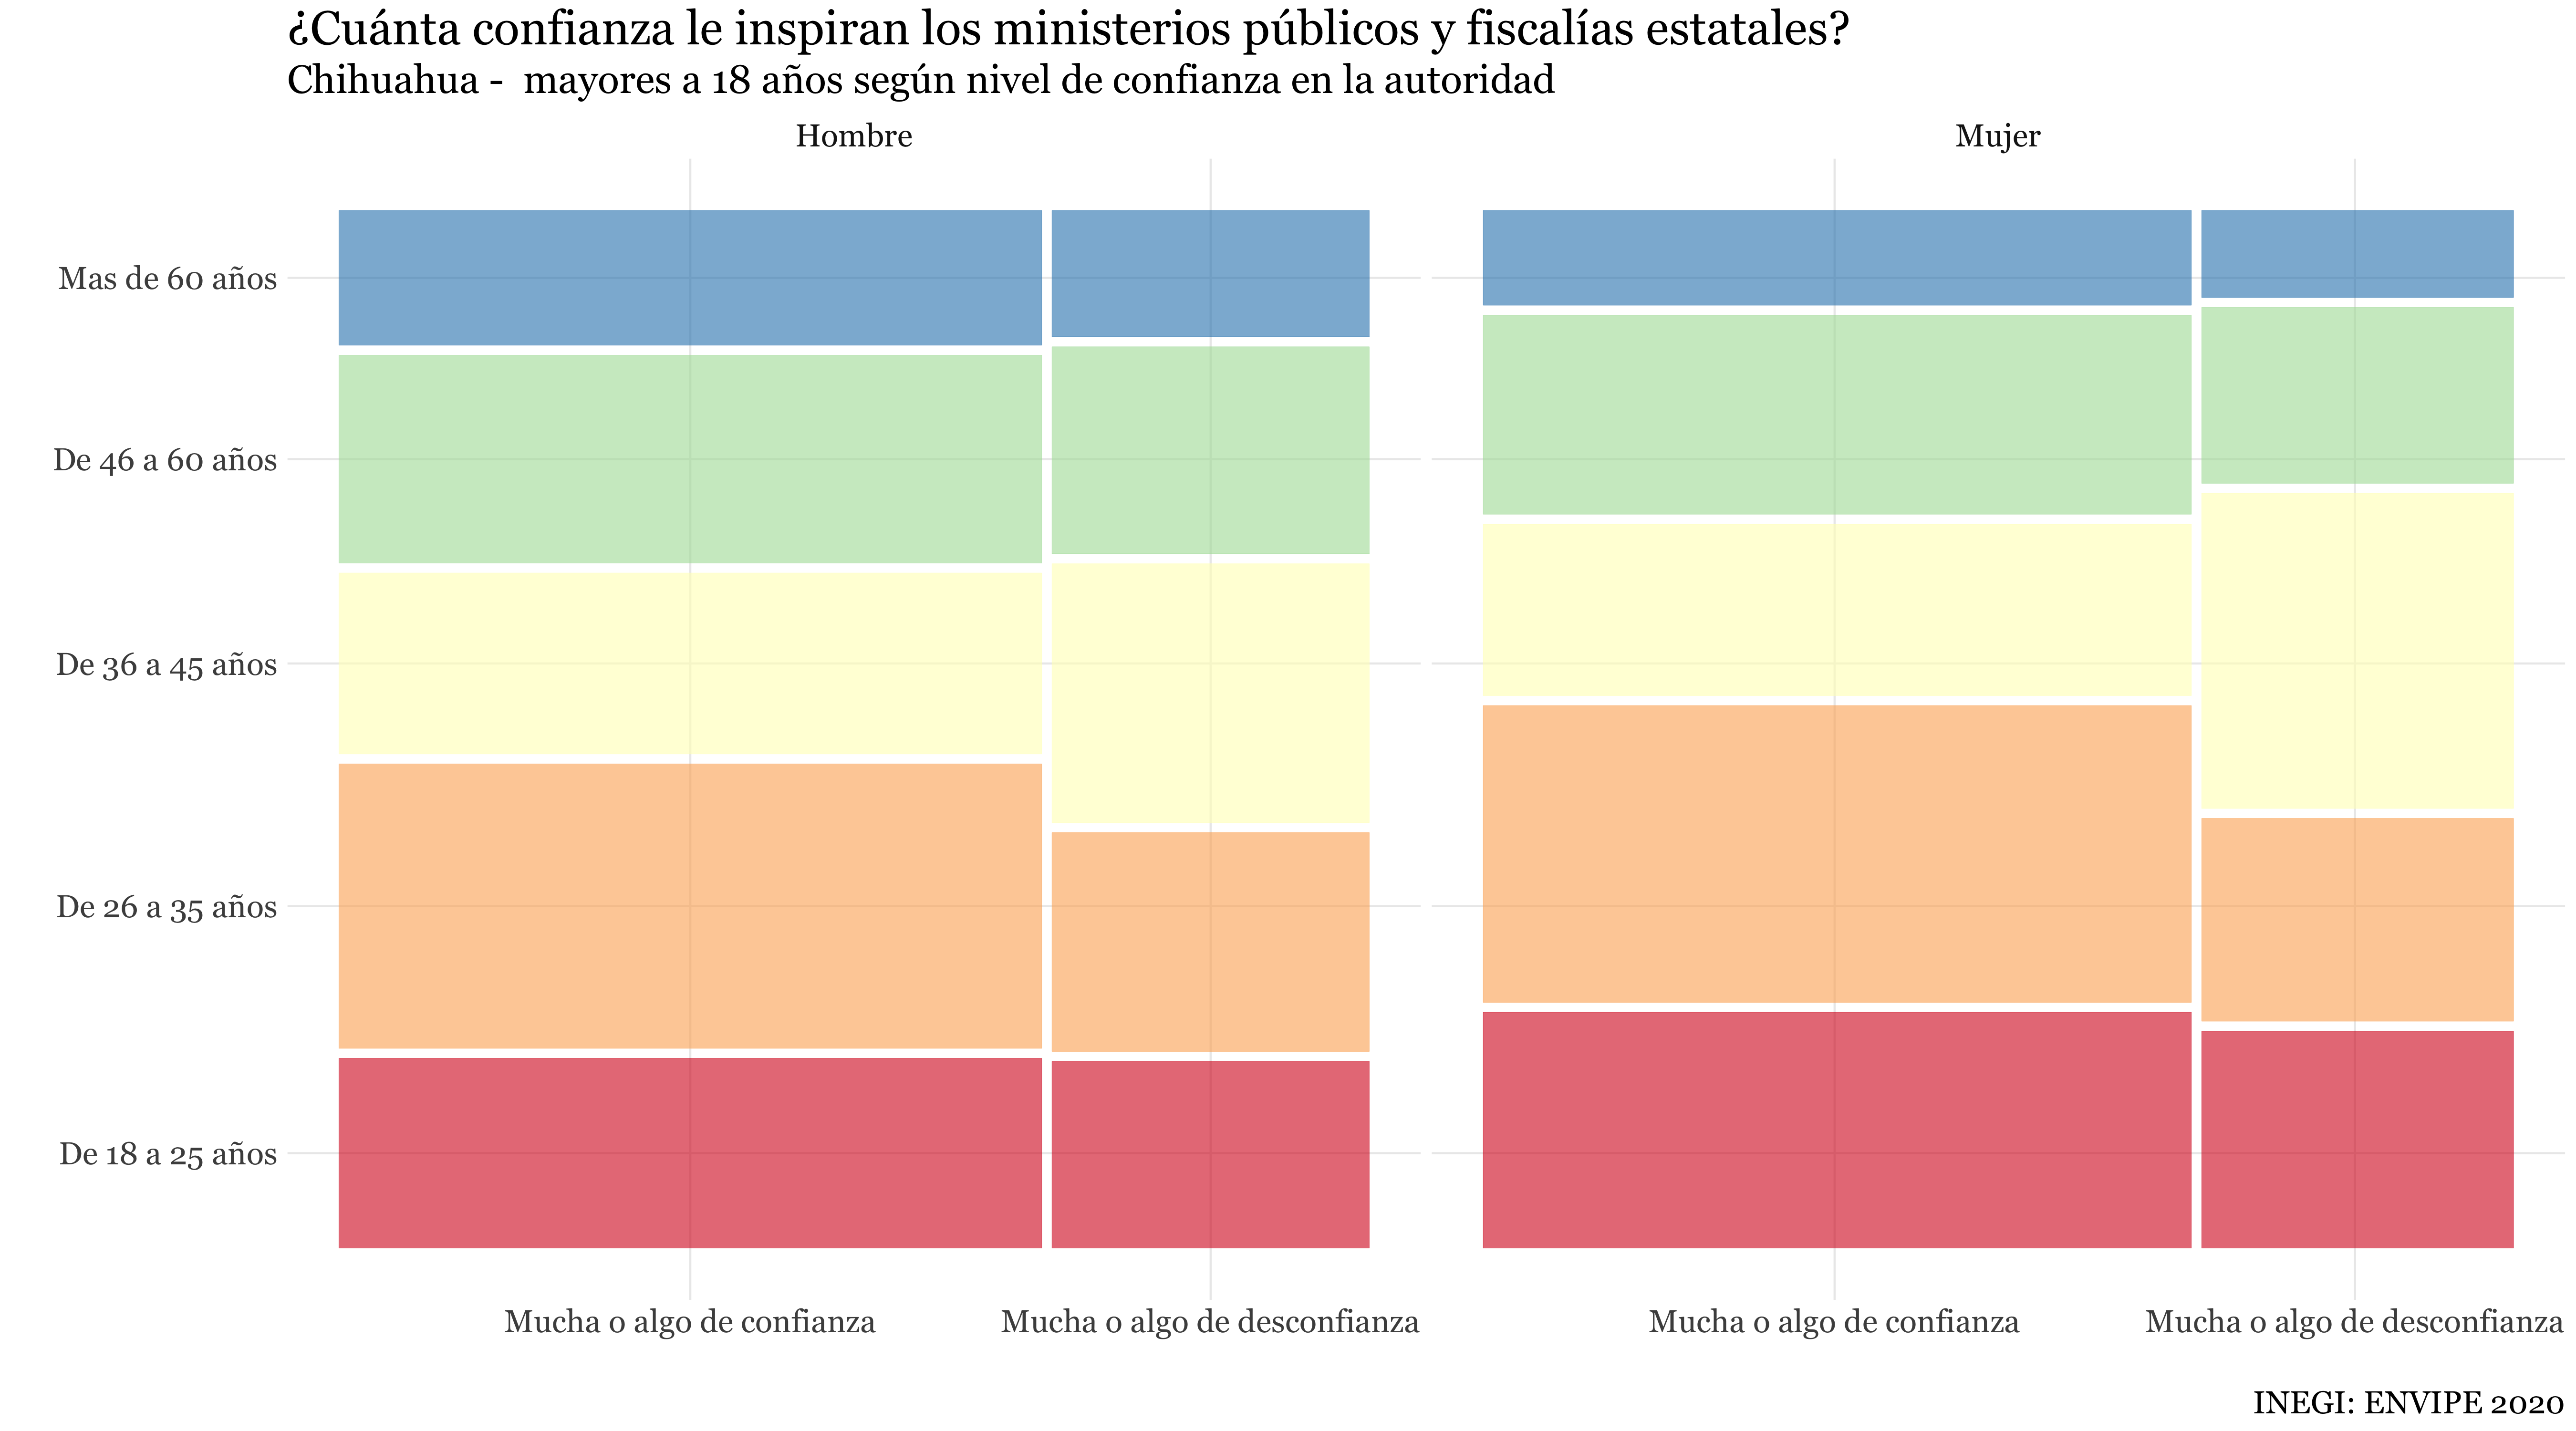 ¿Cuánta confianza le inspiran los ministerios públicos y fiscalías estatales?
Chihuahua -  mayores a 18 años según nivel de confianza en la autoridad
Hombre
Mujer
Mas de 60 años
De 46 a 60 años
De 36 a 45 años
De 26 a 35 años
De 18 a 25 años
Mucha o algo de confianza
Mucha o algo de desconfianza
Mucha o algo de confianza
Mucha o algo de desconfianza
INEGI: ENVIPE 2020